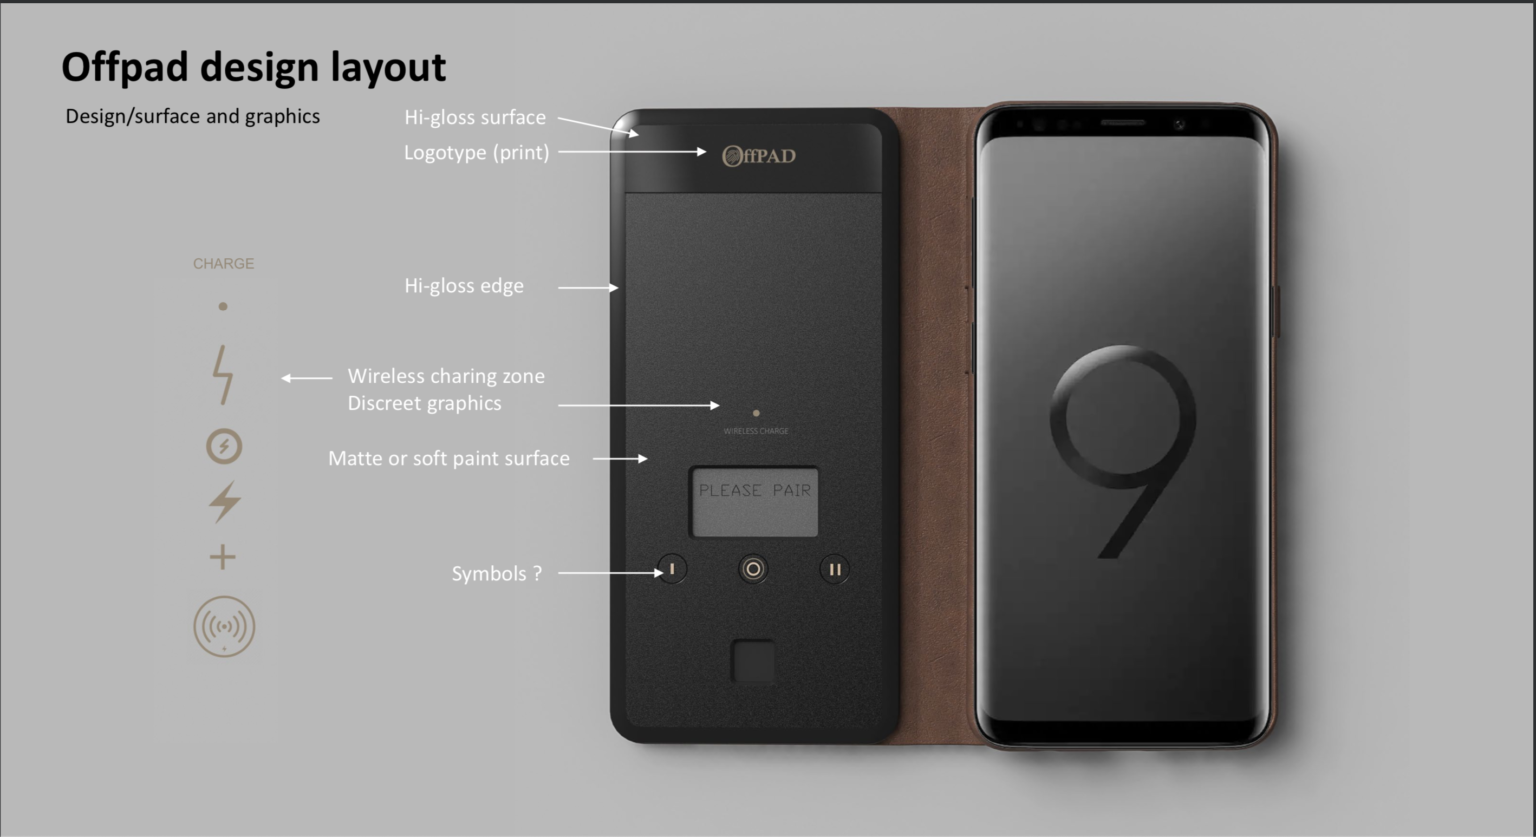 Offpad design layout
Design/surface and graphics
Hi-gloss surface
Logotype (print)
OffPAD
CHARGE
Hi-gloss edge
Wireless charing zone
Discreet graphics
WIRELESS CHARGE
Matte or soft paint surface
PLEASE PAIR
Symbols ?
9